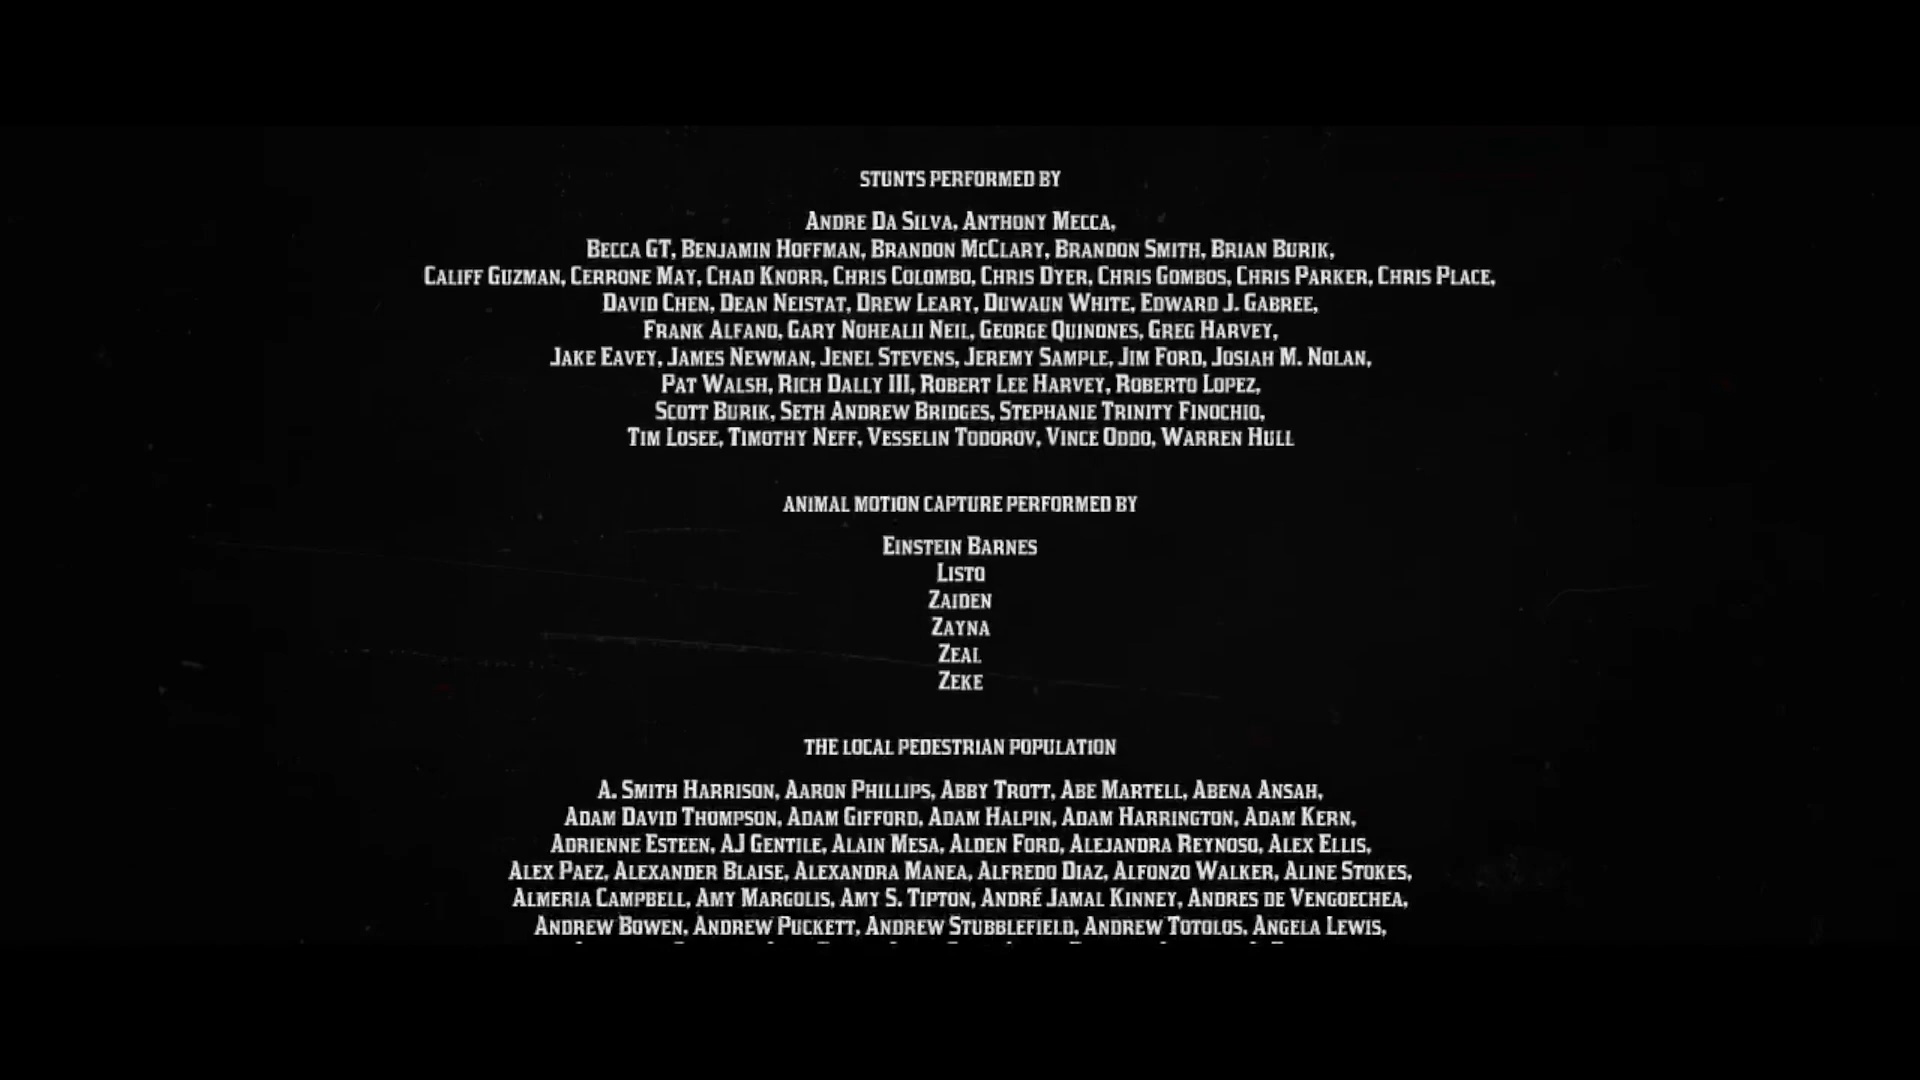 STUNTS PERFORMED BY
ANDRE DA SILVA, ANTHONY MECCA,
BECCA GT, BENJAMIN HOFFMAN, BRANDON MCCLARY, BRANDON SMITH, BRIAN BURIK,
CALIFF GUZMAN, CERRONE MAY, CHAD KNORR, CHRIS COLOMBO, CHRIS DYER, CHRIS GOMBOS, CHRIS PARKER, CHRIS PLACE,
DAVID CHEN, DEAN NEISTAT, DREW LEARY, DUWAUN WHITE, EDWARD J. GABREE,
FRANK ALFANO, GARY NOHEALII NEIL, GEORGE QUINONES, GREG HARVEY,
JAKE EAVEY, JAMES NEWMAN, JENEL STEVENS, JEREMY SAMPLE, JIM FORD, JOSIAH M. NOLAN,
PAT WALSH, RICH DALLY III, ROBERT LEE HARVEY, ROBERTO LOPEZ,
SCOTT BURIK, SETH ANDREW BRIDGES, STEPHANIE TRINITY FINOCHIO,
TIM LOSEE, TIMOTHY NEFF, VESSELIN TODOROV, VINCE ODDO, WARREN HULL
ANIMAL MOTION CAPTURE PERFORMED BY
EINSTEIN BARNES
LISTO
ZAIDEN
ZAYNA
ZEAL
ZEKE
THE LOCAL PEDESTRIAN POPULATION
A. SMITH HARRISON, AARON PHILLIPS, ABBY TROTT, ABE MARTELL, ABENA ANSAH,
ADAM DAVID THOMPSON, ADAM GIFFORD, ADAM HALPIN, ADAM HARRINGTON, ADAM KERN,
ADRIENNE ESTEEN, AJ GENTILE, ALAIN MESA, ALDEN FORD, ALEJANDRA REYNOSO, ALEX ELLIS,
ALEX PAEZ, ALEXANDER BLAISE, ALEXANDRA MANEA, ALFREDO DIAZ, ALFONZO WALKER, ALINE STOKES,
ALMERIA CAMPBELL, AMY MARGOLIS, AMY S. TIPTON, ANDRÉ JAMAL KINNEY, ANDRES DE VENGOECHEA,
ANDREW BOWEN, ANDREW PUCKETT, ANDREW STUBBLEFIELD, ANDREW TOTOLOS, ANGELA LEWIS,